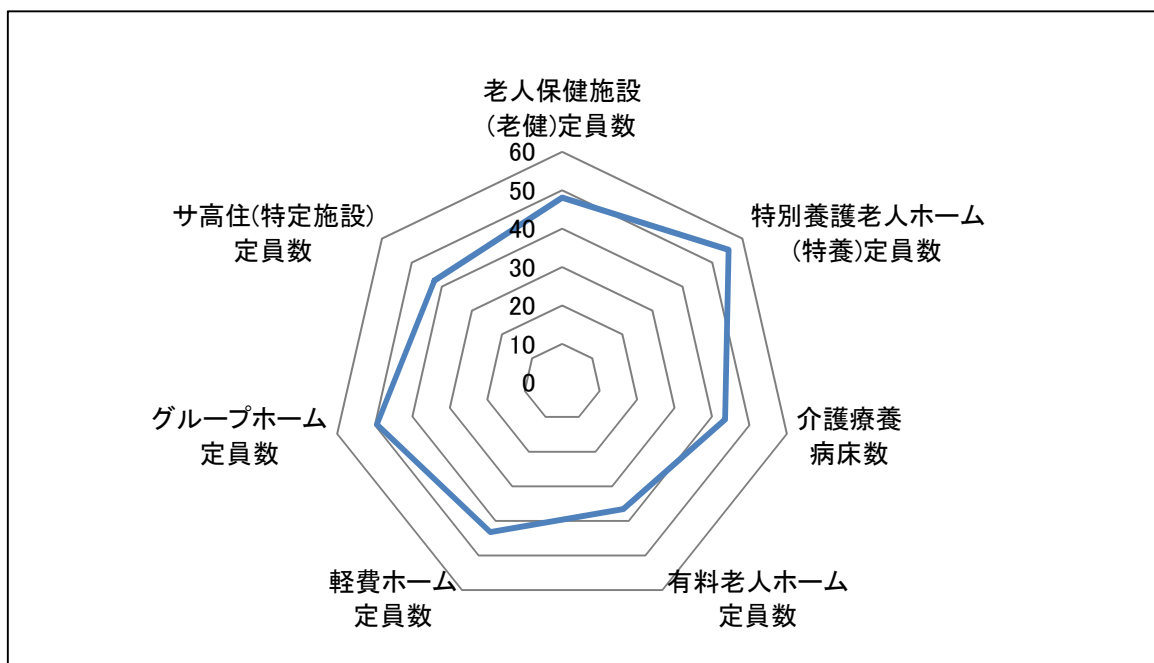 老人保健施設
(老健)定員数
特別養護老人ホーム
(特養)定員数
介護療養
病床数
有料老人ホーム
定員数
軽費ホーム
定員数
グループホーム
定員数
サ高住(特定施設)
定員数
60
50
40
30
20
10
0